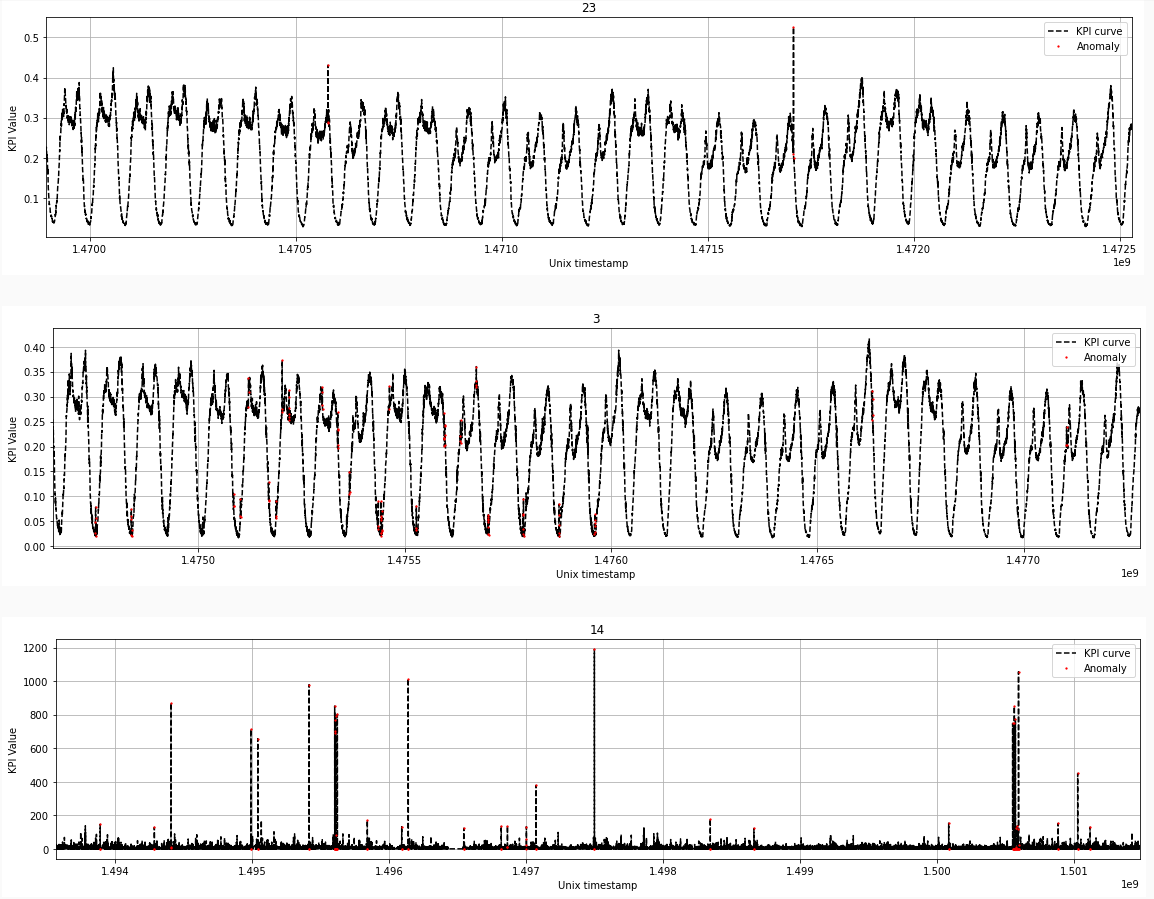 23
0.5
0.4
0.3
0.2
0.1
KPI Value
KPI curve
Anomaly
1.4700 1.4705 1.4710 1.4715 1.4720 1.4725
Unix timestamp
1e9
3
0.40
0.35
0.30
0.25
0.20
0.15
0.10
0.05
0.00
KPI Value
KPI curve
Anomaly
1.4750 1.4755 1.4760 1.4765 1.4770
Unix timestamp
1e9
14
1200
1000
800
600
400
200
0
KPI Value
KPI curve
Anomaly
1.494 1.495 1.496 1.497 1.498 1.499 1.500 1.501
Unix timestamp
1e9